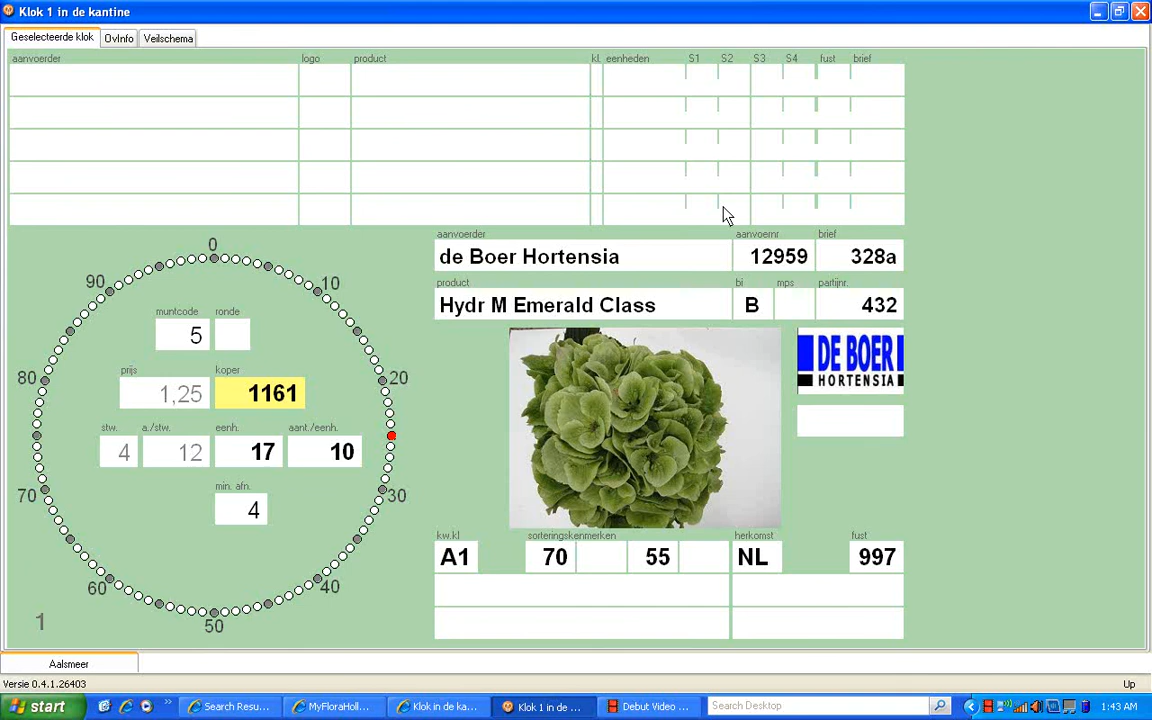 Klok 1 in de kantine
Geselecteerde klok OvInfo Veilschema
aanvoerder logo product kl. eenheden S1 S2 S3 S4 fust brief
aanvoerder aanvoernr brief
de Boer Hortensia 12959 328a
product bi mps partijnr.
Hydr M Emerald Class B 432
0
10
20
30
40
50
60
70
80
90
muntcode ronde
5
prijs koper
1,25 1161
stw. a./stw. eenh. aant./eenh.
4 12 17 10
min. afn.
4
1
DE BOER
HORTENSIA
kw.kl sorteringskenmerken herkomst fust
A1 70 55 NL 997
Aalsmeer
Versie 0.4.1.26403 Up
start Search Resu... MyFloraHoll... Klok in de ka... Klok 1 in de ... Debut Video ... Search Desktop 1:43 AM